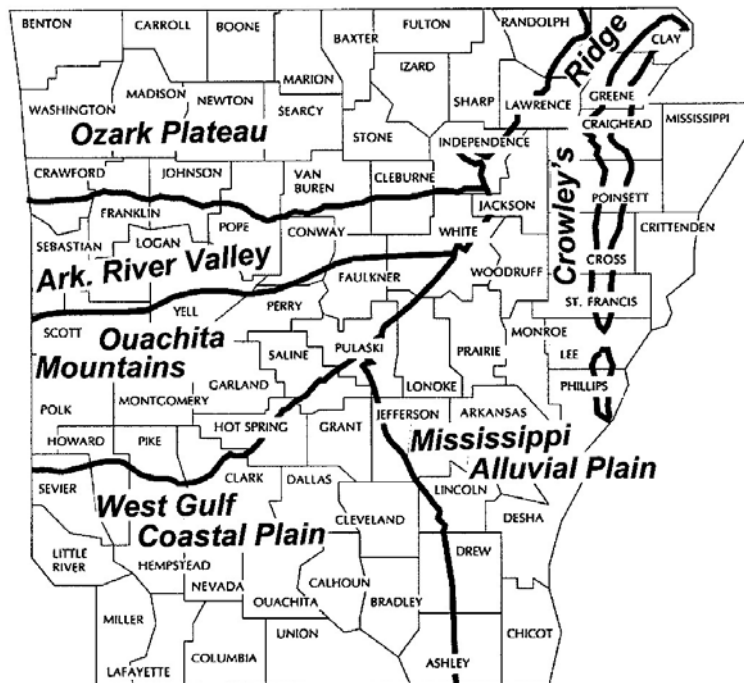 BENTON
CARROLL
BOONE
FULTON
RANDOLPH
CLAY
BAXTER
IZARD
MARION
Ridge
MADISON
NEWTON
SHARP
LAWRENCE
GREENE
WASHINGTON
SEARCY
MISSISSIPPI
Ozark Plateau
STONE
INDEPENDENCE
CRAIGHEAD
CRAWFORD
JOHNSON
VAN
BUREN
CLEBURNE
JACKSON
POINSETT
Crowley's
FRANKLIN
POPE
CONWAY
WHITE
CRITTENDEN
SEBASTIAN
LOGAN
Ark. River Valley
FAULKNER
WOODRUFF
CROSS
YELL
PERRY
ST. FRANCIS
SCOTT
Ouachita
Mountains
SALINE
PULASKI
PRAIRIE
MONROE
LEE
GARLAND
LONOKE
PHILLIPS
POLK
MONTGOMERY
HOT SPRING
GRANT
JEFFERSON
ARKANSAS
HOWARD
PIKE
Mississippi
Alluvial Plain
SEVIER
CLARK
DALLAS
LINCOLN
West Gulf
Coastal Plain
CLEVELAND
DESHA
LITTLE
RIVER
HEMPSTEAD
NEVADA
CALHOUN
DREW
OUACHITA
BRADLEY
MILLER
UNION
CHICOT
LAFAYETTE
COLUMBIA
ASHLEY